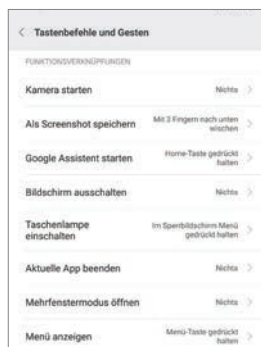 Tastenbefehle und Gesten
FUNKTIONSVERKNÜPFUNGEN
Kamera starten Nichts
Als Screenshot speichern Mit 3 Fingern nach unten
wischen
Google Assistent starten Home-Taste gedrückt
halten
Bildschirm ausschalten Nichts
Taschenlampe
einschalten
Im Sperrbildschirm Menü
gedrückt halten
Aktuelle App beenden Nichts
Mehrfenstermodus öffnen Nichts
Menü anzeigen Menü-Taste gedrückt
halten